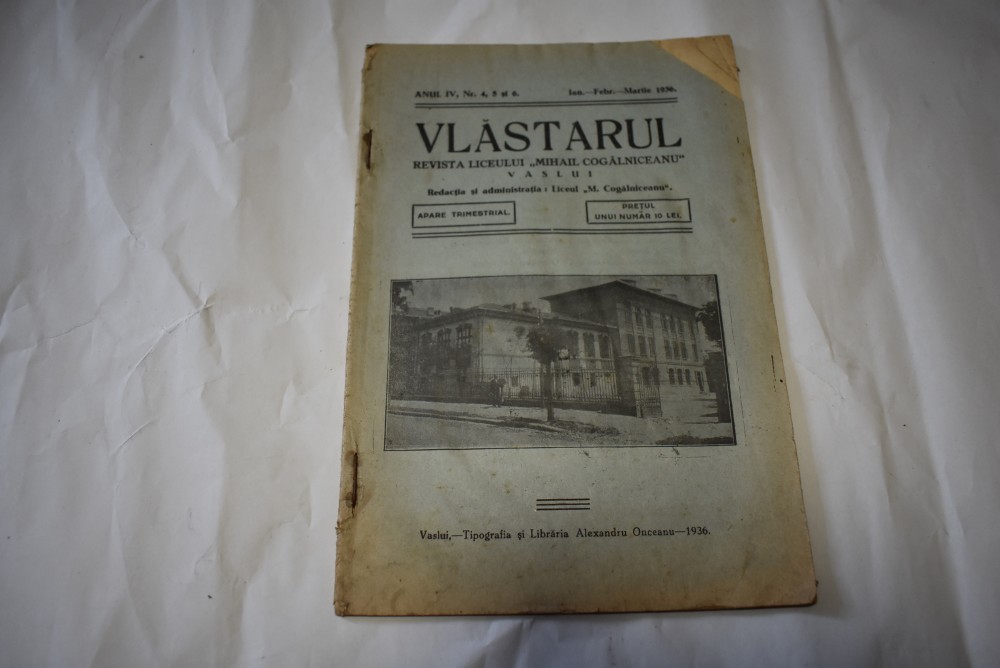 ANUL IV, Nr. 4, 5 și 6.
Ian.—Febr.—Martie 1936.
VLĂSTARUL
REVISTA LICEULUI „MIHAIL COGĂLNICEANU"
VASLUI
Redacția și administrația : Liceul „M. Cogălniceanu".
APARE TRIMESTRIAL.
PREȚUL
UNUI NUMĂR 10 LEI.
Vaslui,—Tipografia și Librăria Alexandru Onceanu—1936.